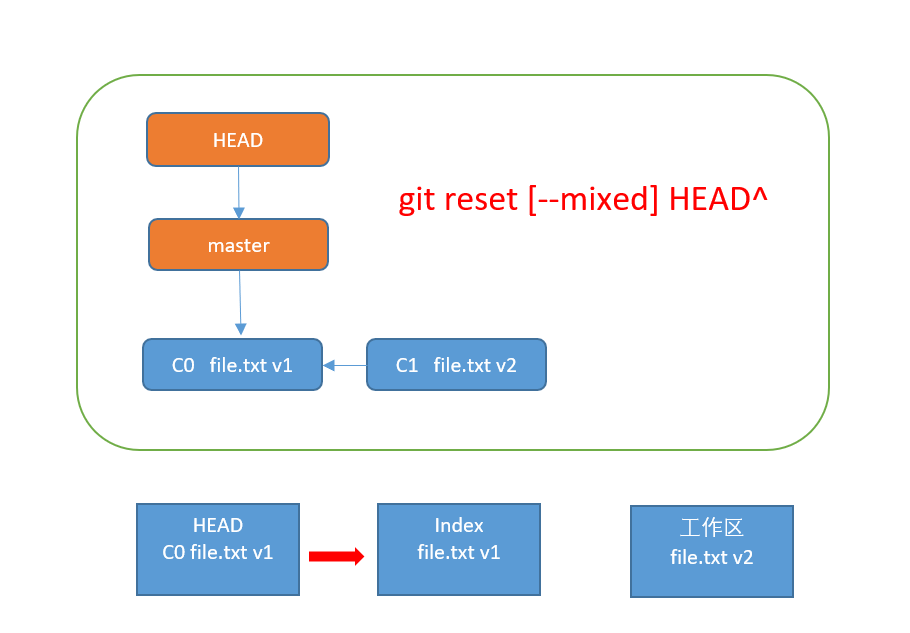 HEAD
git reset [--mixed] HEAD^
master
C0 file.txt v1
C1 file.txt v2
HEAD
C0 file.txt v1
Index
file.txt v1
工作区
file.txt v2